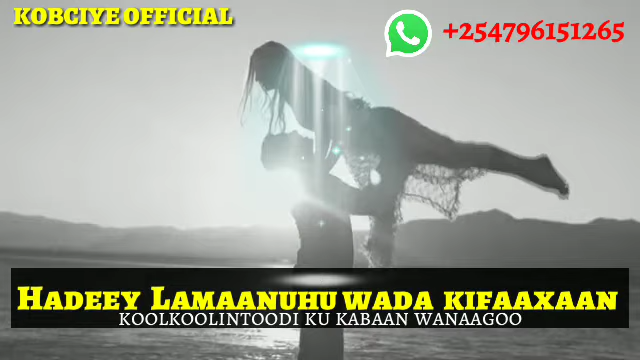 KOBCIYE OFFICIAL
+254796151265
HADEEY LAMAANUHU WADA KIFAAXAAN
KOOLKOOLINTOODI KU KABAAN WANAAGOO